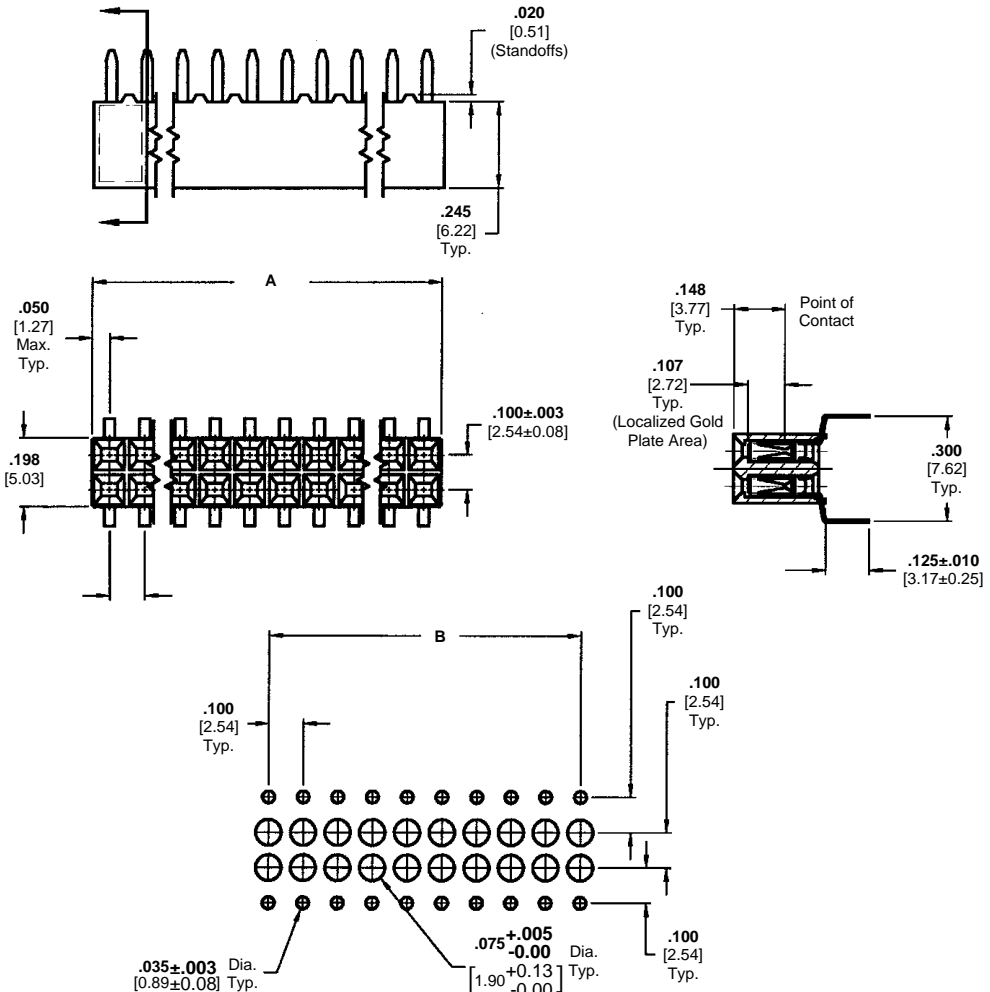 .020
[0.51]
(Standoffs)
.245
[6.22]
Typ.
A
.050
[1.27]
Max.
Typ.
.198
[5.03]
.100±.003
[2.54±0.08]
.148
[3.77]
Typ.
Point of
Contact
.107
[2.72]
Typ.
(Localized Gold
Plate Area)
.300
[7.62]
Typ.
.125±.010
[3.17±0.25]
B
.100
[2.54]
Typ.
.100
[2.54]
Typ.
.100
[2.54]
Typ.
.035±.003 Dia.
[0.89±0.08] Typ.
.075 +.005 -0.00 Dia.
[1.90 +0.13 -0.00] Typ.
.100
[2.54]
Typ.